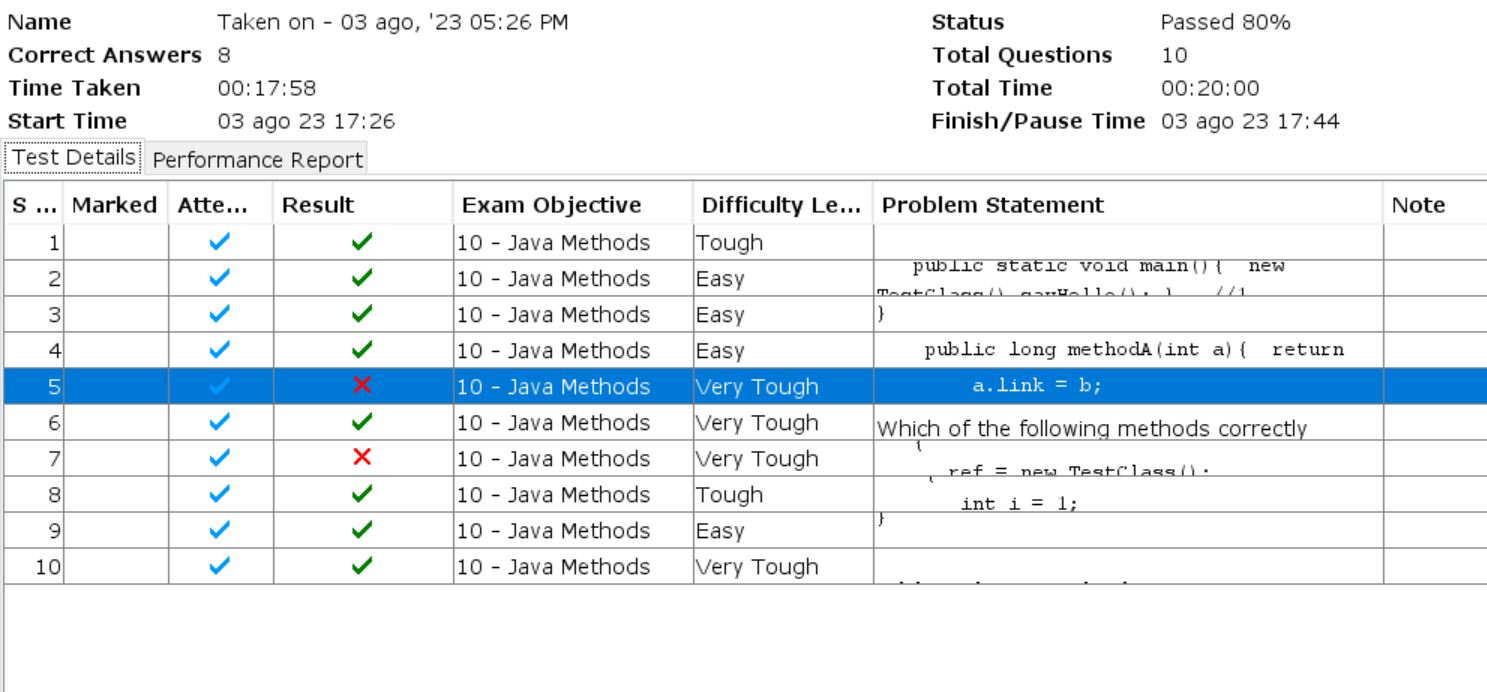 Name Taken on - 03 ago, '23 05:26 PM Status Passed 80%
Correct Answers 8 Total Questions 10
Time Taken 00:17:58 Total Time 00:20:00
Start Time 03 ago 23 17:26 Finish/Pause Time 03 ago 23 17:44
Test Details Performance Report
S ... Marked Atte... Result Exam Objective Difficulty Le... Problem Statement Note
1 10 - Java Methods Tough
2 10 - Java Methods Easy public static void main(){ new
TestClass().sayHello(); } //1
3 10 - Java Methods Easy }
4 10 - Java Methods Easy public long methodA(int a){ return
5 10 - Java Methods Very Tough a.link = b;
6 10 - Java Methods Very Tough Which of the following methods correctly
7 10 - Java Methods Very Tough {
ref = new TestClass();
8 10 - Java Methods Tough int i = 1;
9 10 - Java Methods Easy }
10 10 - Java Methods Very Tough